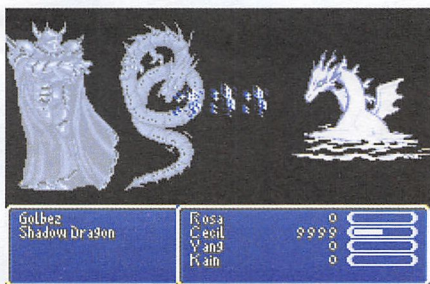 Golbez
Shadow Dragon
Rosa 0
Cecil 9999
Yang 0
Kain 0